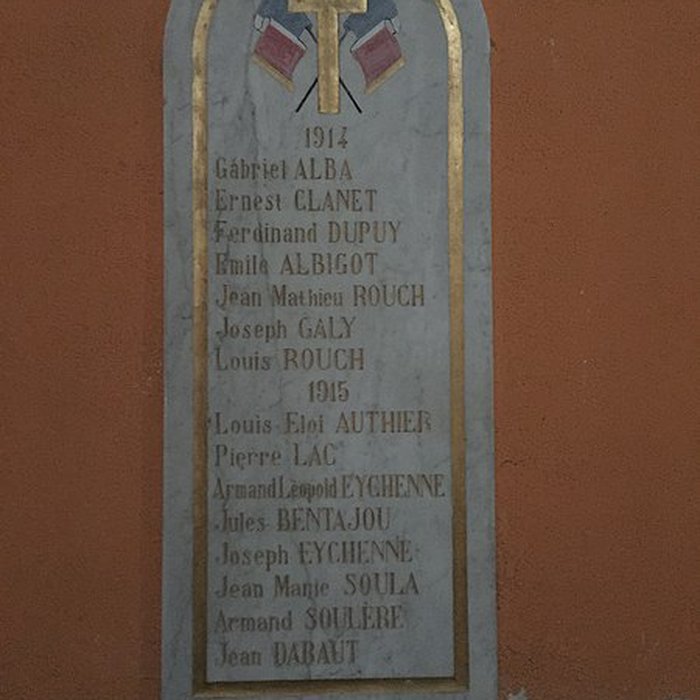 1914
Gabriel ALBA
Ernest CLANET
Ferdinand DUPUY
Emile ALBIGOT
Jean Mathieu ROUCH
Joseph GALY
Louis ROUCH
1915
Louis Eloi AUTHIER
Pierre LAC
Armand Léopold EYCHENNE
Jules BENTAJOU
Joseph EYCHENNE
Jean Marie SOULA
Armand SOULÈRE
Jean DABAUT